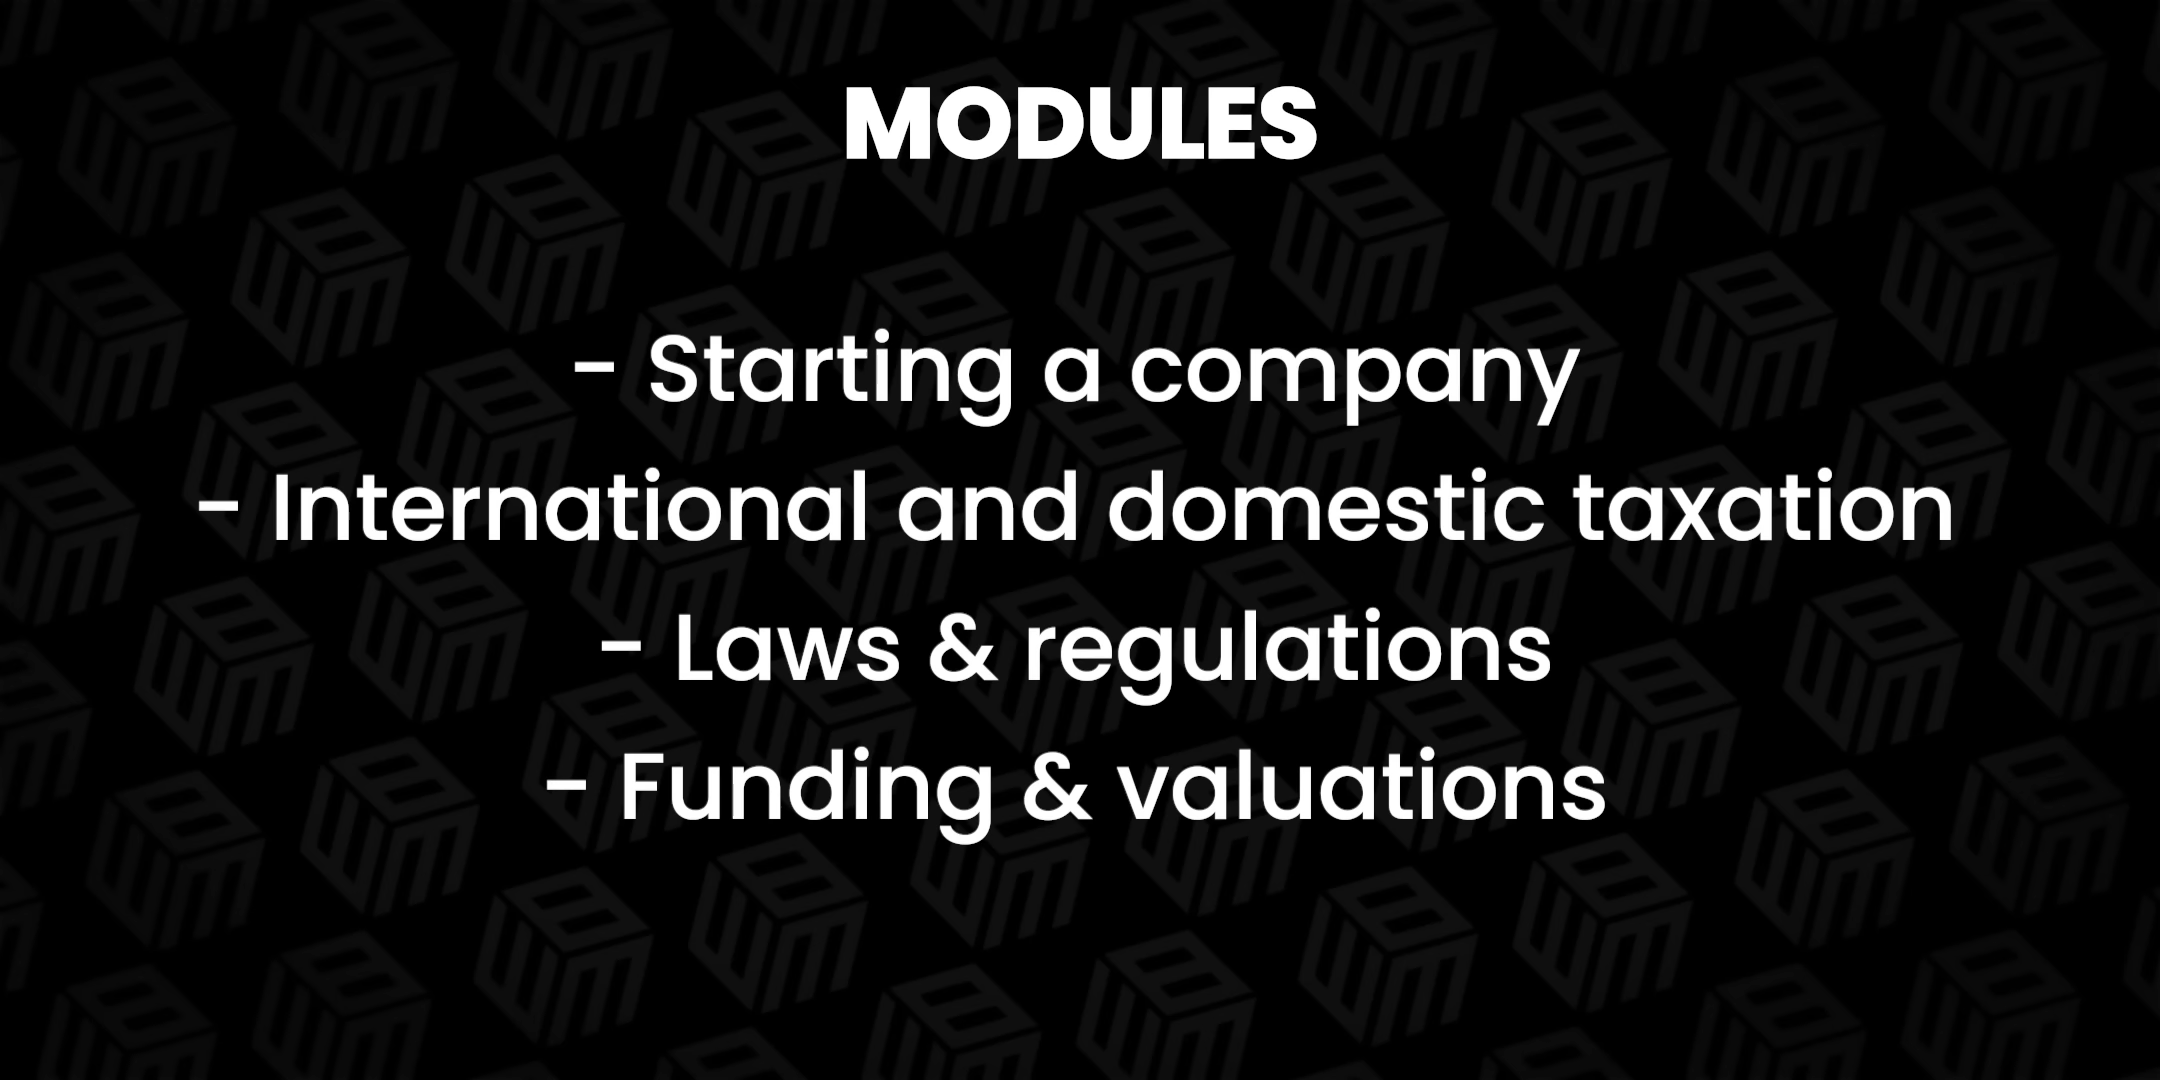 MODULES
- Starting a company
- International and domestic taxation
- Laws & regulations
- Funding & valuations